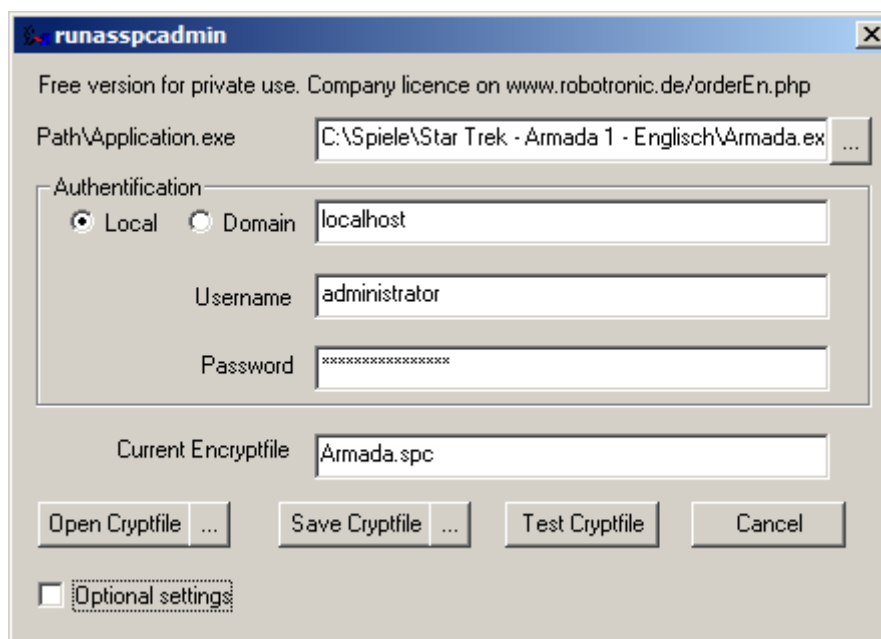 runasspcadmin
Free version for private use. Company licence on www.robotronic.de/orderEn.php
Path\Application.exe C:\Spiele\Star Trek - Armada 1 - Englisch\Armada.ex ...
Authentification
Local Domain localhost
Username administrator
Password ****************
Current Encryptfile Armada.spc
Open Cryptfile ... Save Cryptfile ... Test Cryptfile Cancel
Optional settings